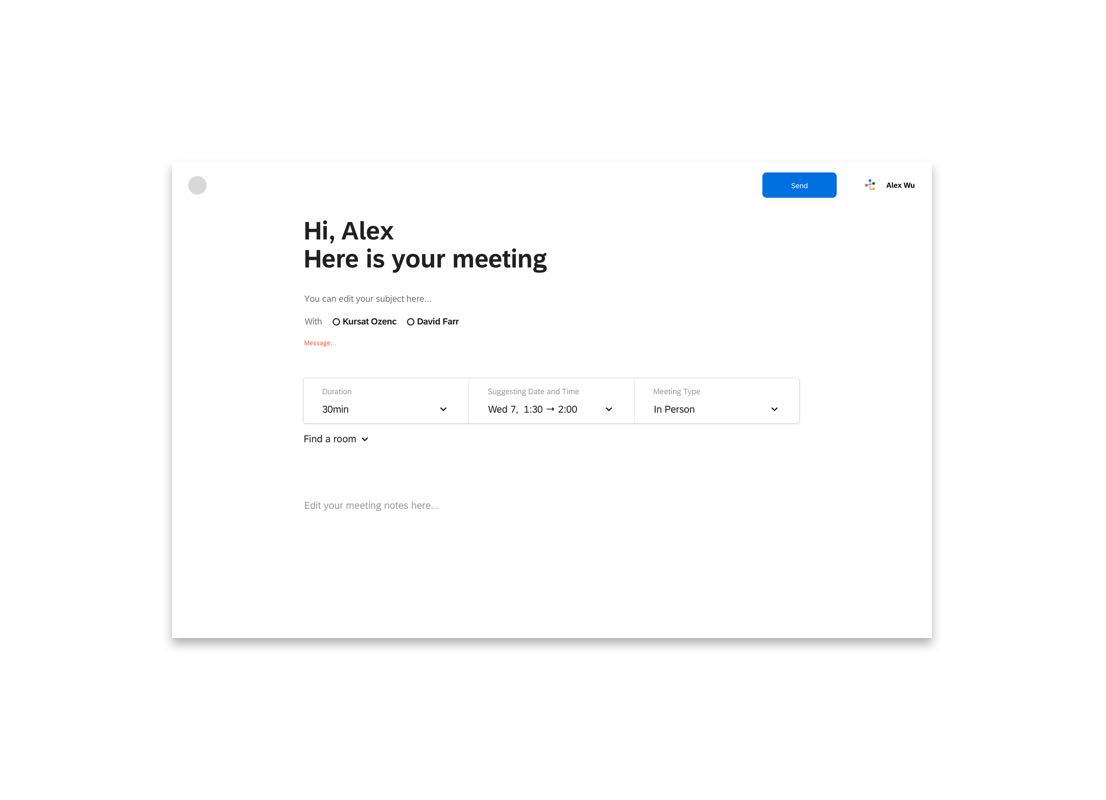 Send
Alex Wu
Hi, Alex
Here is your meeting
You can edit your subject here...
With Kursat Ozenc David Farr
Message...
Duration Suggesting Date and Time Meeting Type
30min Wed 7, 1:30 → 2:00 In Person
Find a room
Edit your meeting notes here...